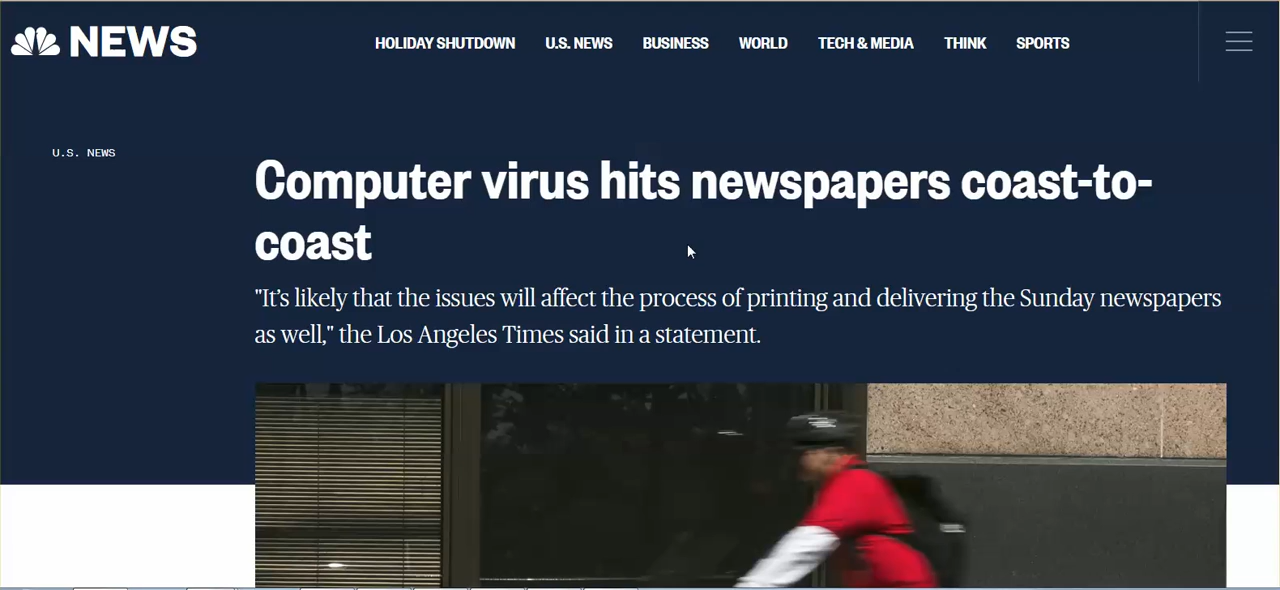 NEWS
HOLIDAY SHUTDOWN U.S. NEWS BUSINESS WORLD TECH & MEDIA THINK SPORTS
U.S. NEWS
Computer virus hits newspapers coast-to-
coast
"It's likely that the issues will affect the process of printing and delivering the Sunday newspapers
as well," the Los Angeles Times said in a statement.